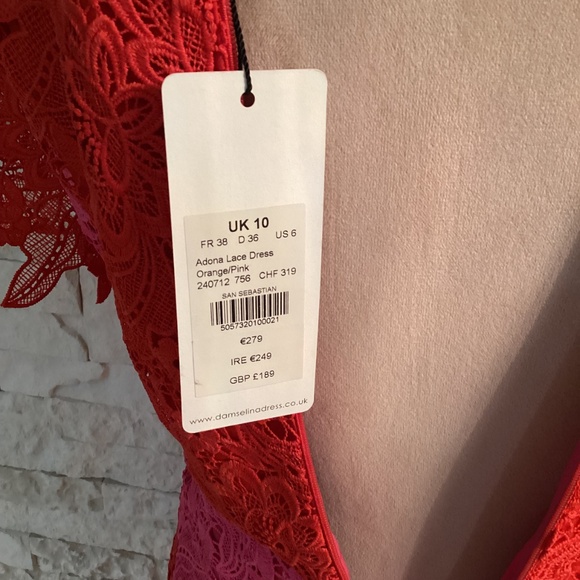 UK 10
FR 38 D 36 US 6
Adona Lace Dress
Orange/Pink
240712 756 CHF 319
SAN SEBASTIAN
5057320100021
€279
IRE €249
GBP £189
www.damselinadress.co.uk